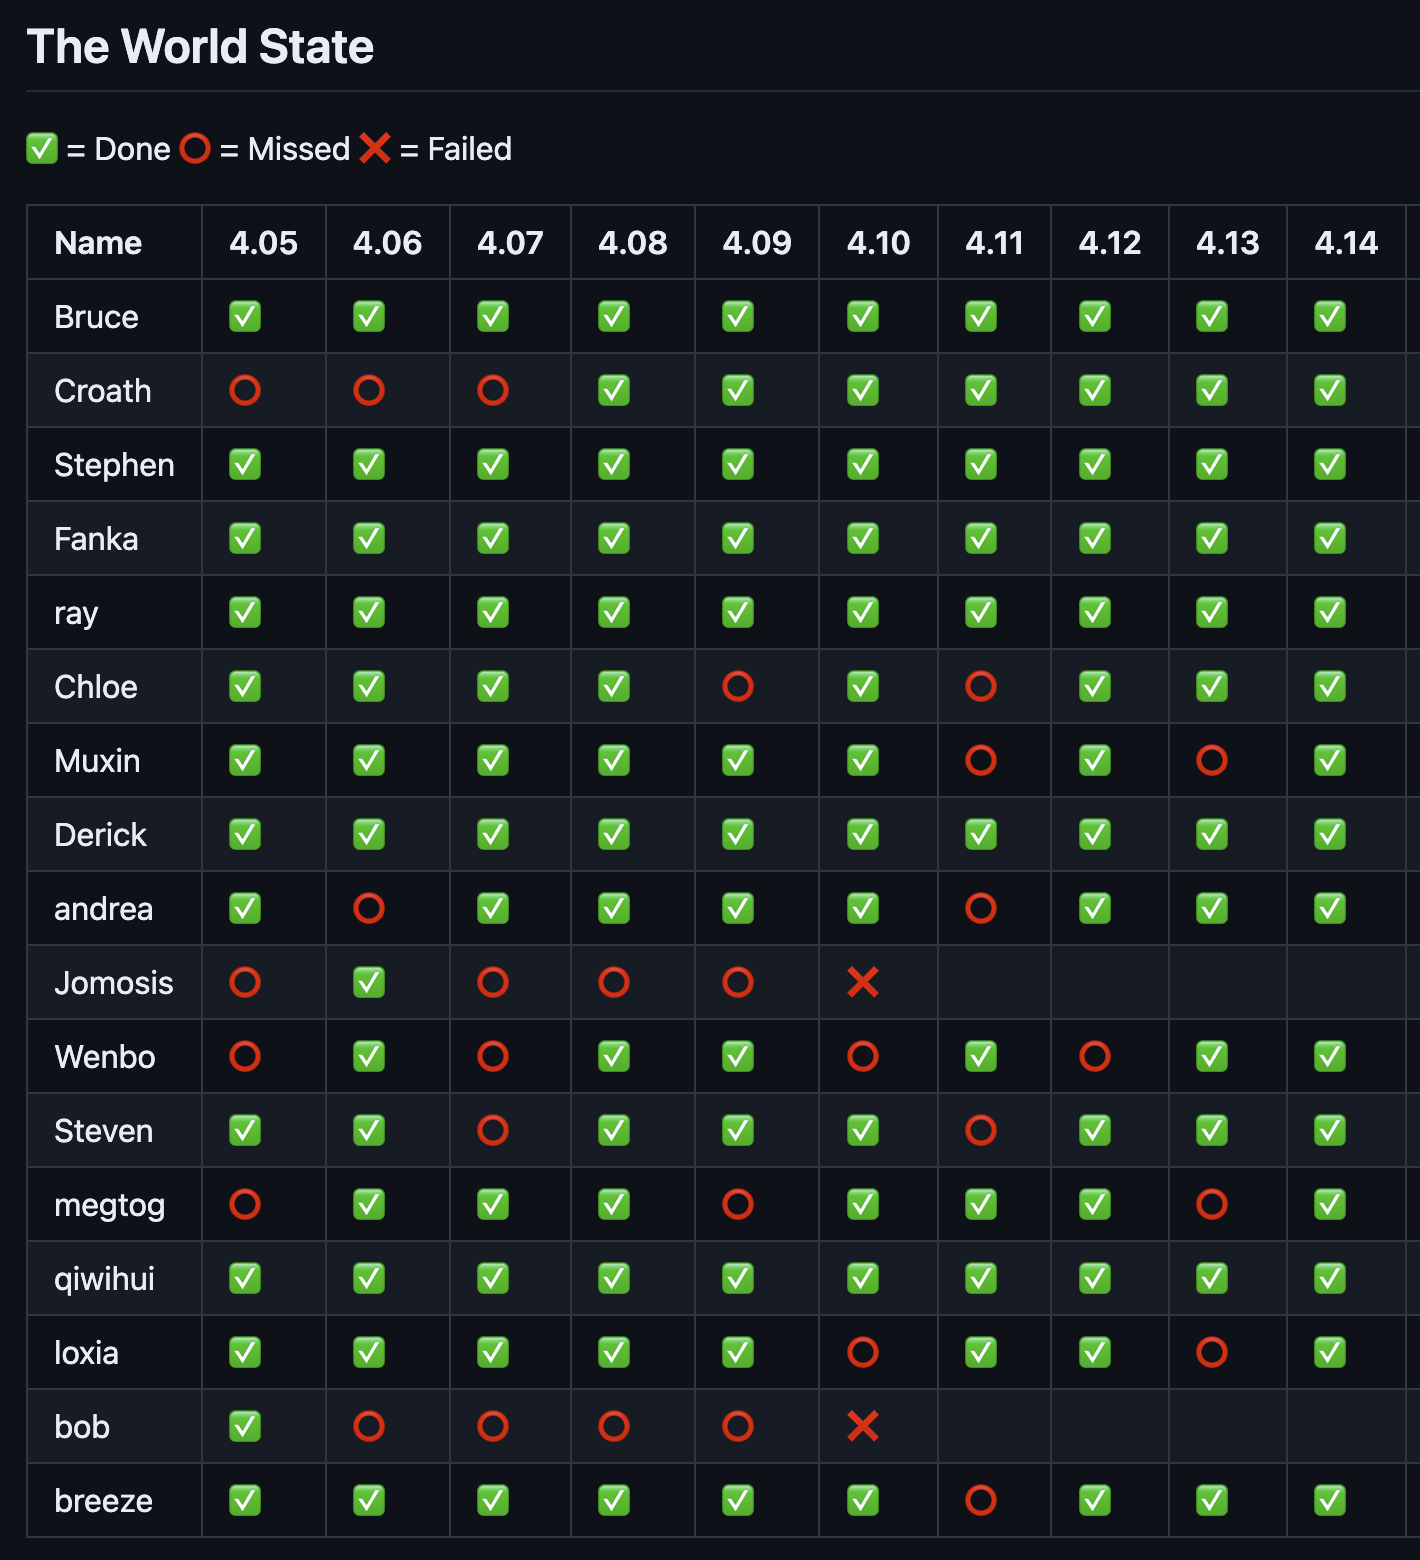 The World State
✅ = Done ⭕ = Missed ❌ = Failed
Name 4.05 4.06 4.07 4.08 4.09 4.10 4.11 4.12 4.13 4.14
Bruce ✅ ✅ ✅ ✅ ✅ ✅ ✅ ✅ ✅ ✅
Croath ⭕ ⭕ ⭕ ✅ ✅ ✅ ✅ ✅ ✅ ✅
Stephen ✅ ✅ ✅ ✅ ✅ ✅ ✅ ✅ ✅ ✅
Fanka ✅ ✅ ✅ ✅ ✅ ✅ ✅ ✅ ✅ ✅
ray ✅ ✅ ✅ ✅ ✅ ✅ ✅ ✅ ✅ ✅
Chloe ✅ ✅ ✅ ✅ ⭕ ✅ ⭕ ✅ ✅ ✅
Muxin ✅ ✅ ✅ ✅ ✅ ✅ ⭕ ✅ ⭕ ✅
Derick ✅ ✅ ✅ ✅ ✅ ✅ ✅ ✅ ✅ ✅
andrea ✅ ⭕ ✅ ✅ ✅ ✅ ⭕ ✅ ✅ ✅
Jomosis ⭕ ✅ ⭕ ⭕ ⭕ ❌
Wenbo ⭕ ✅ ⭕ ✅ ✅ ⭕ ✅ ⭕ ✅ ✅
Steven ✅ ✅ ⭕ ✅ ✅ ✅ ⭕ ✅ ✅ ✅
megtog ⭕ ✅ ✅ ✅ ⭕ ✅ ✅ ✅ ⭕ ✅
qiwihui ✅ ✅ ✅ ✅ ✅ ✅ ✅ ✅ ✅ ✅
loxia ✅ ✅ ✅ ✅ ✅ ⭕ ✅ ✅ ⭕ ✅
bob ✅ ⭕ ⭕ ⭕ ⭕ ❌
breeze ✅ ✅ ✅ ✅ ✅ ✅ ⭕ ✅ ✅ ✅